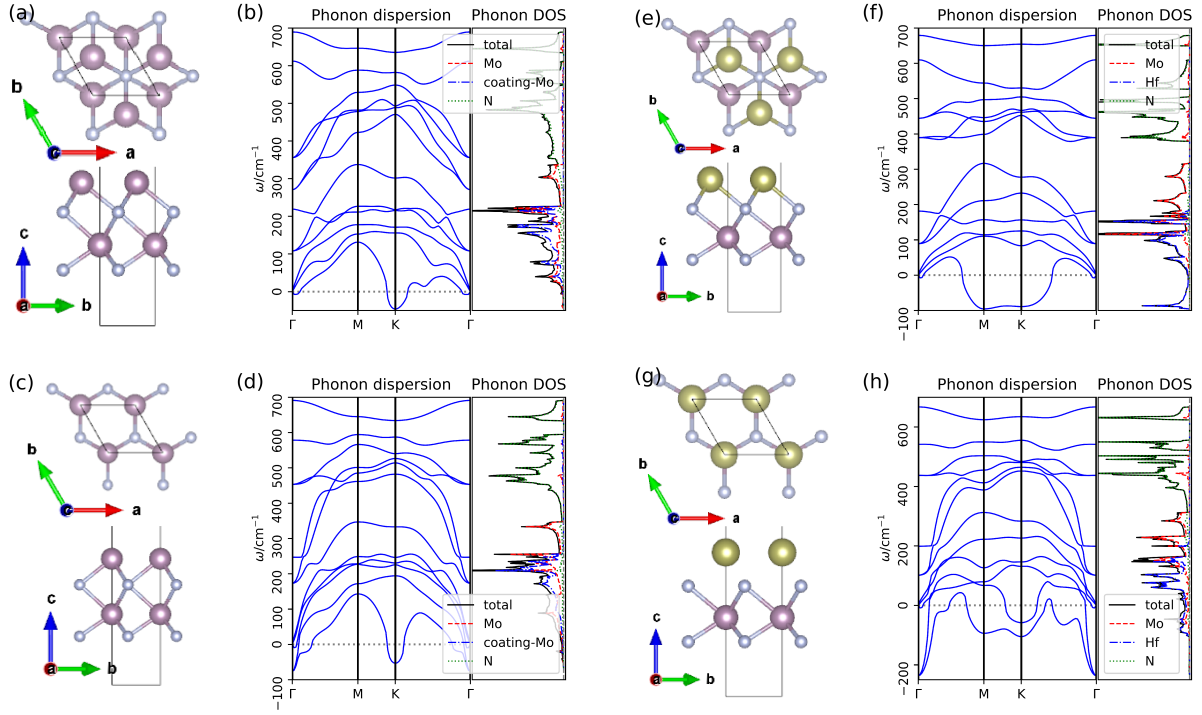 (a)
b
c
a
c
a
b
(b)
Phonon dispersion
Phonon DOS
ω/cm⁻¹
700
600
500
400
300
200
100
0
Γ
M
K
Γ
total
Mo
coating-Mo
N
(e)
b
c
a
c
a
b
(f)
Phonon dispersion
Phonon DOS
ω/cm⁻¹
700
600
500
400
300
200
100
0
−100
Γ
M
K
Γ
total
Mo
Hf
N
(c)
b
c
a
c
a
b
(d)
Phonon dispersion
Phonon DOS
ω/cm⁻¹
700
600
500
400
300
200
100
0
−100
Γ
M
K
Γ
total
Mo
coating-Mo
N
(g)
b
c
a
c
a
b
(h)
Phonon dispersion
Phonon DOS
ω/cm⁻¹
600
400
200
0
−200
Γ
M
K
Γ
total
Mo
Hf
N